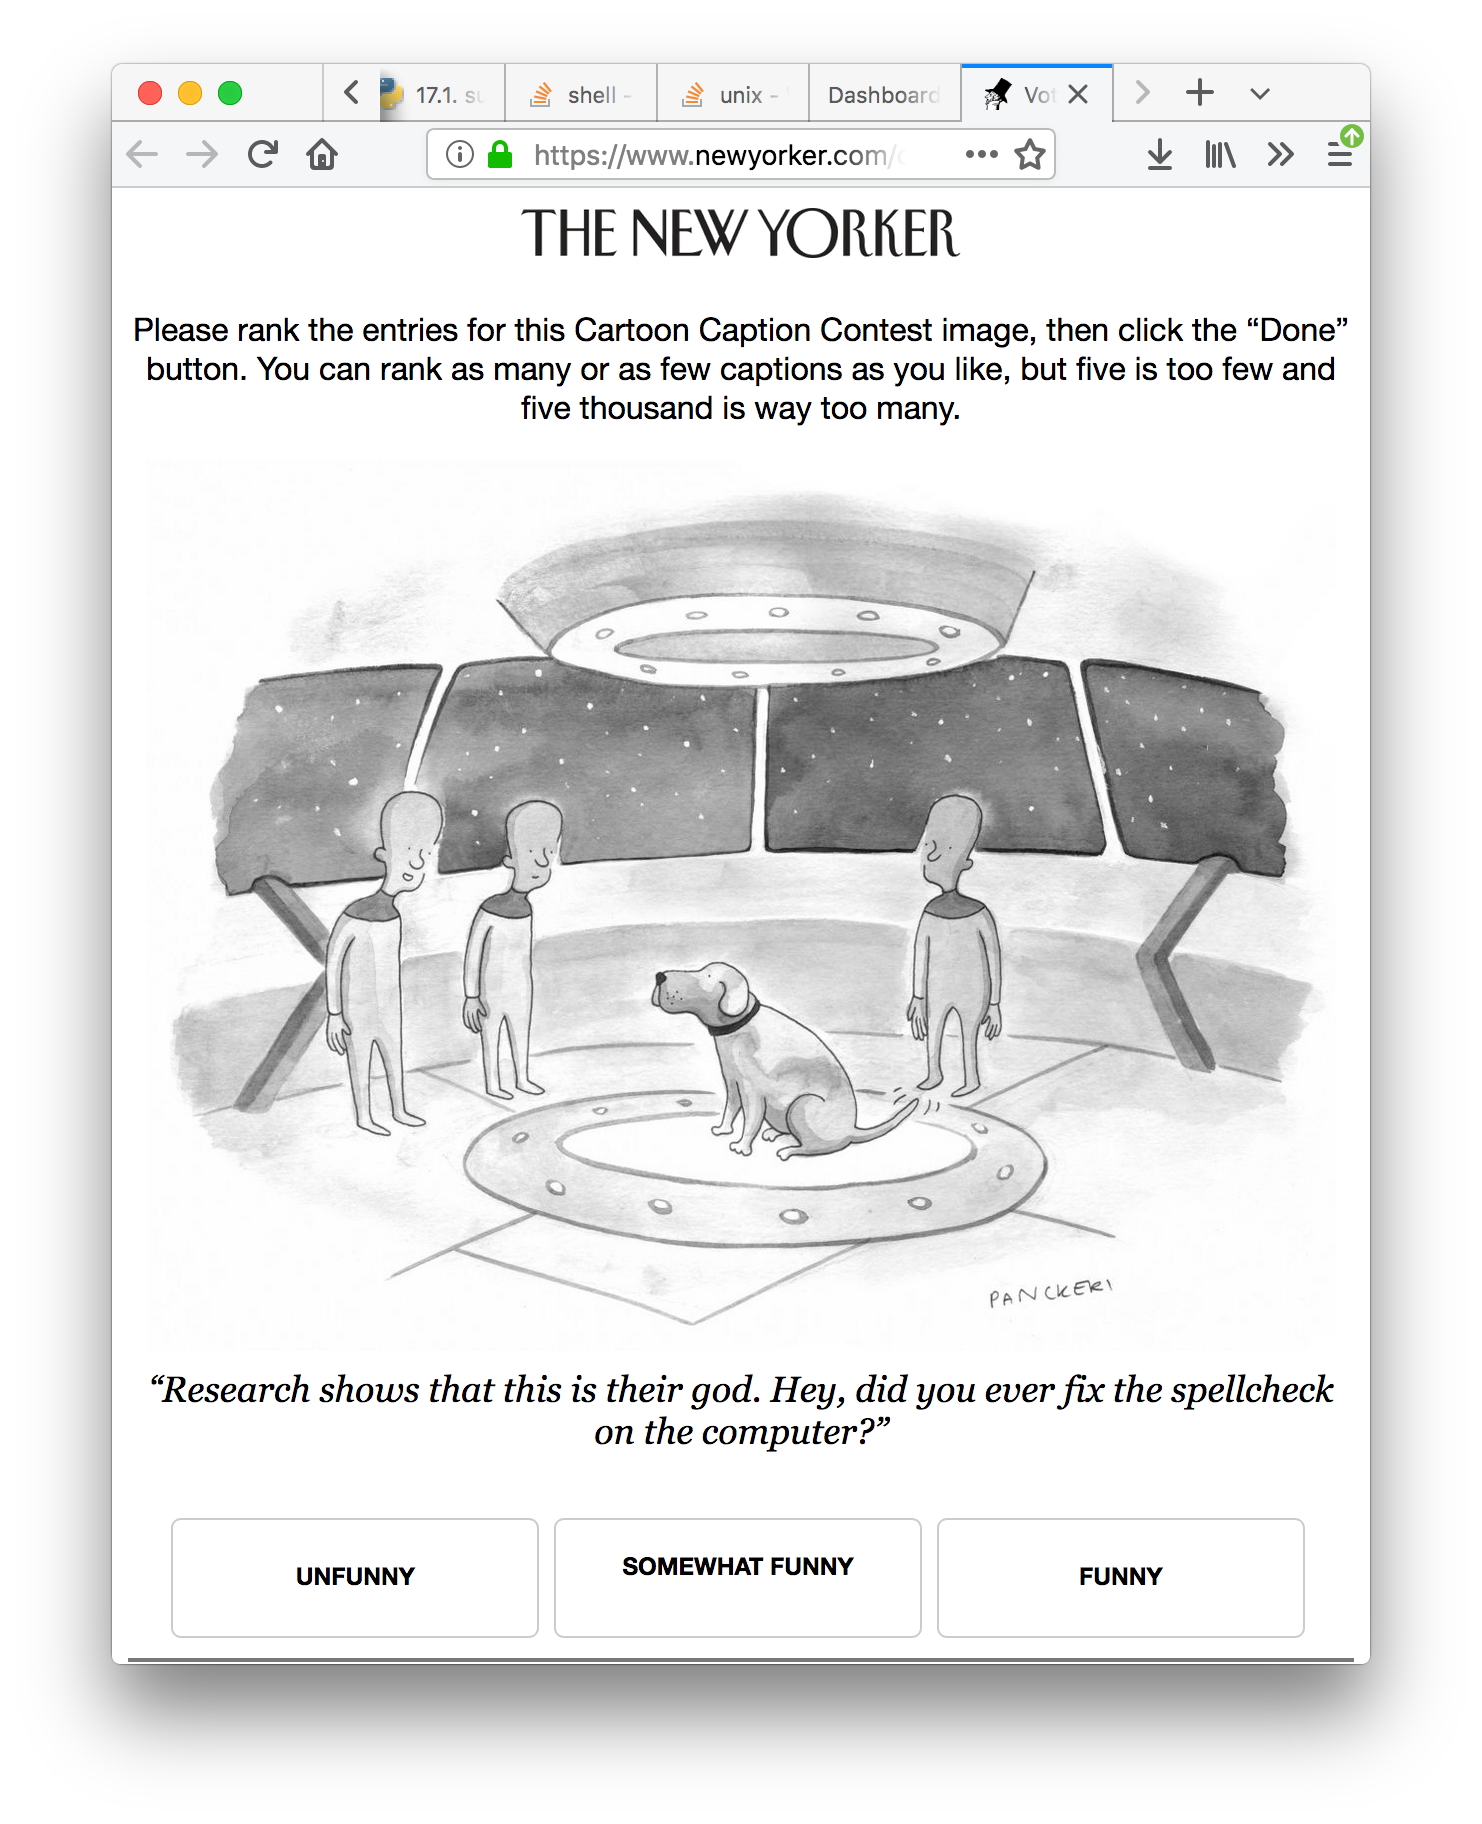 17.1. su
shell -
unix -
Dashboard
Vot
https://www.newyorker.com/
THE NEW YORKER
Please rank the entries for this Cartoon Caption Contest image, then click the “Done”
button. You can rank as many or as few captions as you like, but five is too few and
five thousand is way too many.
PANCKERI
“Research shows that this is their god. Hey, did you ever fix the spellcheck
on the computer?”
UNFUNNY
SOMEWHAT FUNNY
FUNNY